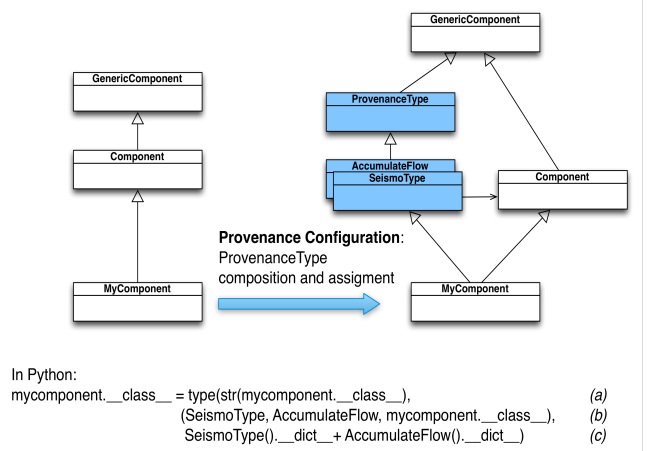 GenericComponent
Component
MyComponent
GenericComponent
ProvenanceType
AccumulateFlow
SeismoType
Component
MyComponent
Provenance Configuration:
ProvenanceType
composition and assigment
In Python:
mycomponent.__class__ = type(str(mycomponent.__class__), (a)
(SeismoType, AccumulateFlow, mycomponent.__class__), (b)
SeismoType().__dict__+ AccumulateFlow().__dict__) (c)